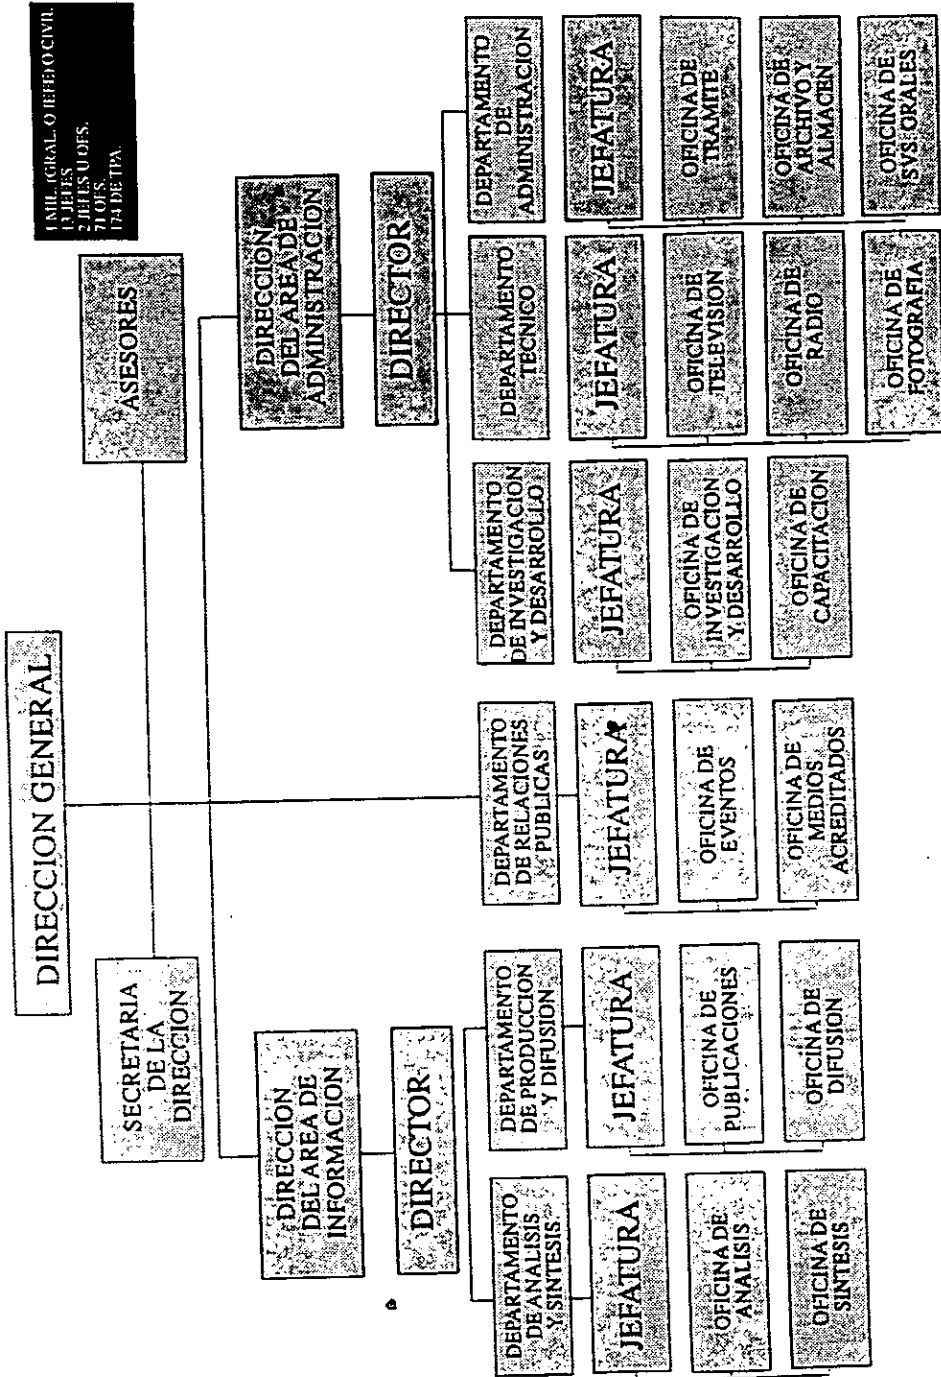 DIRECCION GENERAL
SECRETARIA
DE LA
DIRECCION
ASESORES
1 MIL. (GRAL. O JEFE) O CIVIL.
13 JEFES
2 JEFES U OFS.
71 OFS.
174 DE TPA.
DIRECCION
DEL AREA DE
INFORMACION
DIRECTOR
DIRECCION
DEL AREA DE
ADMINISTRACION
DIRECTOR
DEPARTAMENTO
DE ANALISIS
Y SINTESIS
JEFATURA
OFICINA DE
ANALISIS
OFICINA DE
SINTESIS
DEPARTAMENTO
DE PRODUCCION
Y DIFUSION
JEFATURA
OFICINA DE
PUBLICACIONES
OFICINA DE
DIFUSION
DEPARTAMENTO
DE RELACIONES
PUBLICAS
JEFATURA
OFICINA DE
EVENTOS
OFICINA DE
MEDIOS
ACREDITADOS
DEPARTAMENTO
DE INVESTIGACION
Y DESARROLLO
JEFATURA
OFICINA DE
INVESTIGACION
Y DESARROLLO
OFICINA DE
CAPACITACION
DEPARTAMENTO
TECNICO
JEFATURA
OFICINA DE
TELEVISION
OFICINA DE
RADIO
OFICINA DE
FOTOGRAFIA
DEPARTAMENTO
DE
ADMINISTRACION
JEFATURA
OFICINA DE
TRAMITE
OFICINA DE
ARCHIVO Y
ALMACEN
OFICINA DE
SVS. GRALES